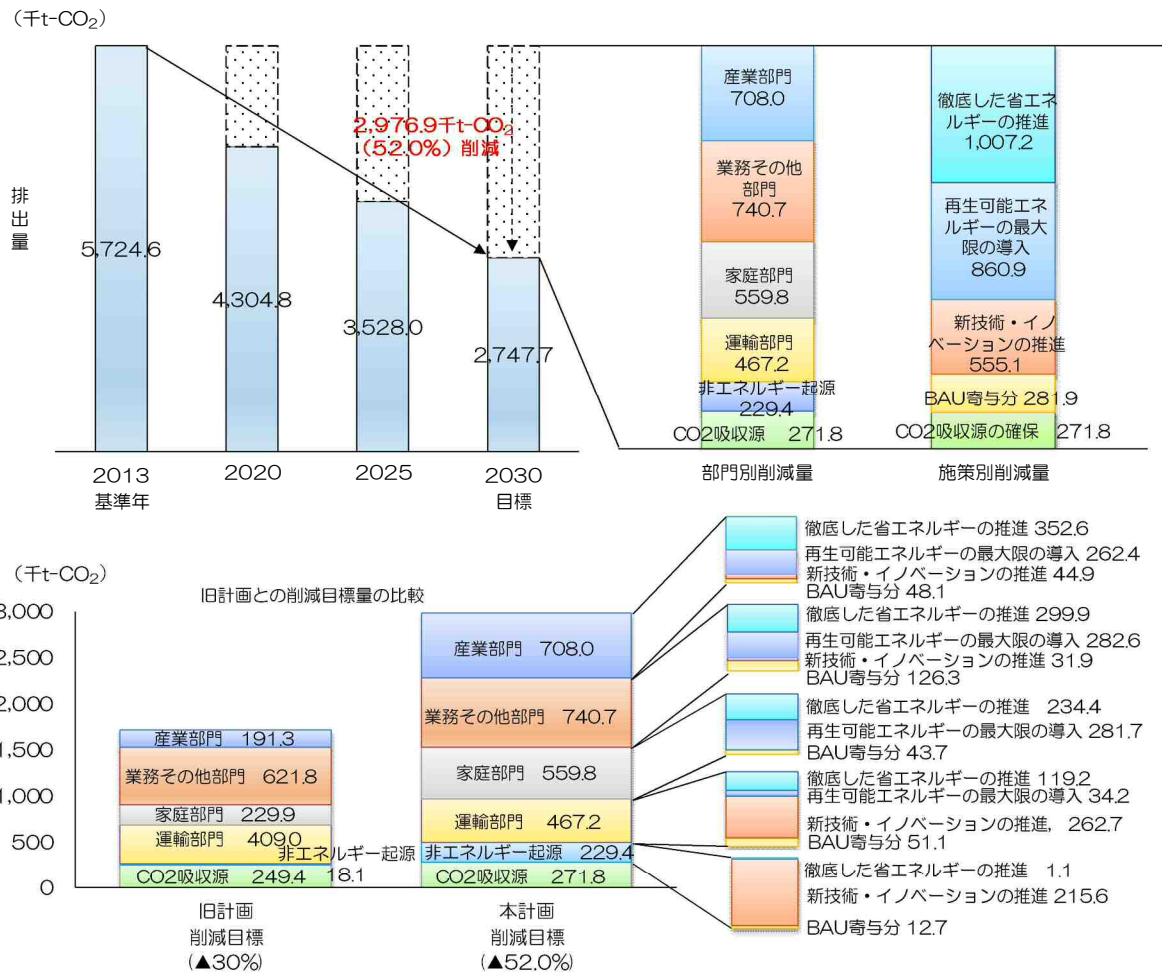 （千t-CO₂）
排出量
5,724.6
4,304.8
3,528.0
2,747.7
2,976.9千t-CO₂
（52.0%）削減
2013
基準年
2020
2025
2030
目標
産業部門
708.0
業務その他
部門
740.7
家庭部門
559.8
運輸部門
467.2
非エネルギー起源
229.4
CO2吸収源 271.8
部門別削減量
徹底した省エネ
ルギーの推進
1,007.2
再生可能エネ
ルギーの最大
限の導入
860.9
新技術・イノ
ベーションの推進
555.1
BAU寄与分 281.9
CO2吸収源の確保 271.8
施策別削減量
（千t-CO₂）
旧計画との削減目標量の比較
3,000
2,500
2,000
1,500
1,000
500
0
産業部門 191.3
業務その他部門 621.8
家庭部門 229.9
運輸部門 409.0
非エネルギー起源
18.1
CO2吸収源 249.4
旧計画
削減目標
(▲30%)
産業部門 708.0
業務その他部門 740.7
家庭部門 559.8
運輸部門 467.2
非エネルギー起源 229.4
CO2吸収源 271.8
本計画
削減目標
(▲52.0%)
徹底した省エネルギーの推進 352.6
再生可能エネルギーの最大限の導入 262.4
新技術・イノベーションの推進 44.9
BAU寄与分 48.1
徹底した省エネルギーの推進 299.9
再生可能エネルギーの最大限の導入 282.6
新技術・イノベーションの推進 31.9
BAU寄与分 126.3
徹底した省エネルギーの推進 234.4
再生可能エネルギーの最大限の導入 281.7
BAU寄与分 43.7
徹底した省エネルギーの推進 119.2
再生可能エネルギーの最大限の導入 34.2
新技術・イノベーションの推進, 262.7
BAU寄与分 51.1
徹底した省エネルギーの推進 1.1
新技術・イノベーションの推進 215.6
BAU寄与分 12.7